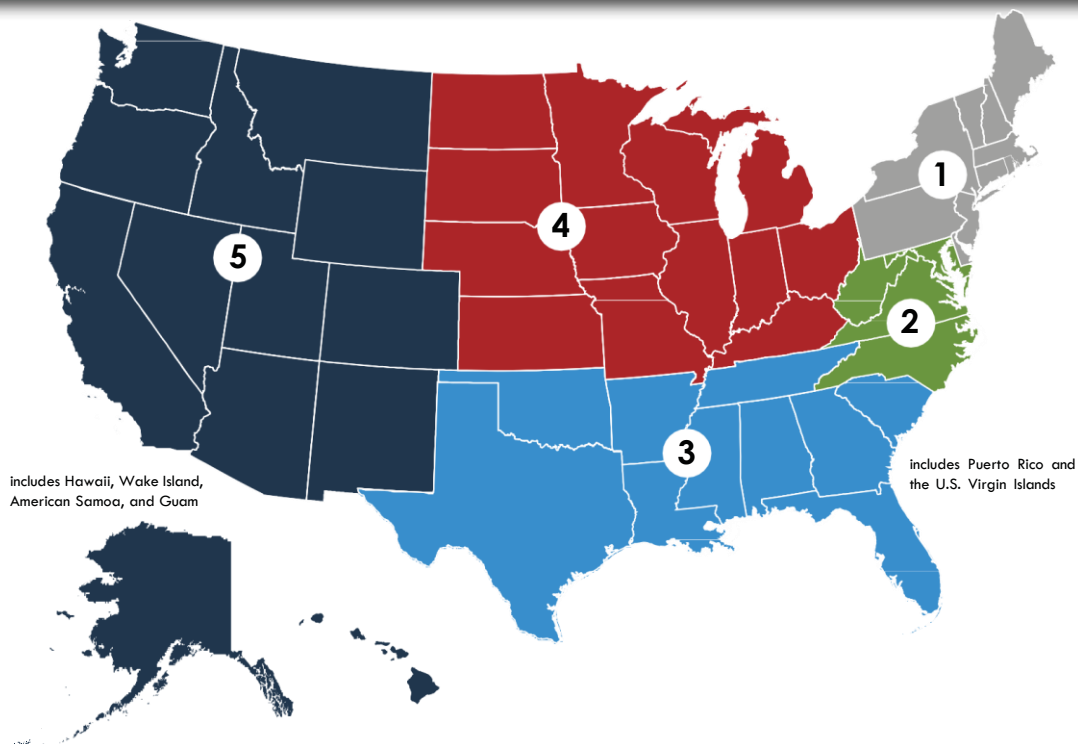 1
4
5
2
3
includes Hawaii, Wake Island,
American Samoa, and Guam
includes Puerto Rico and
the U.S. Virgin Islands